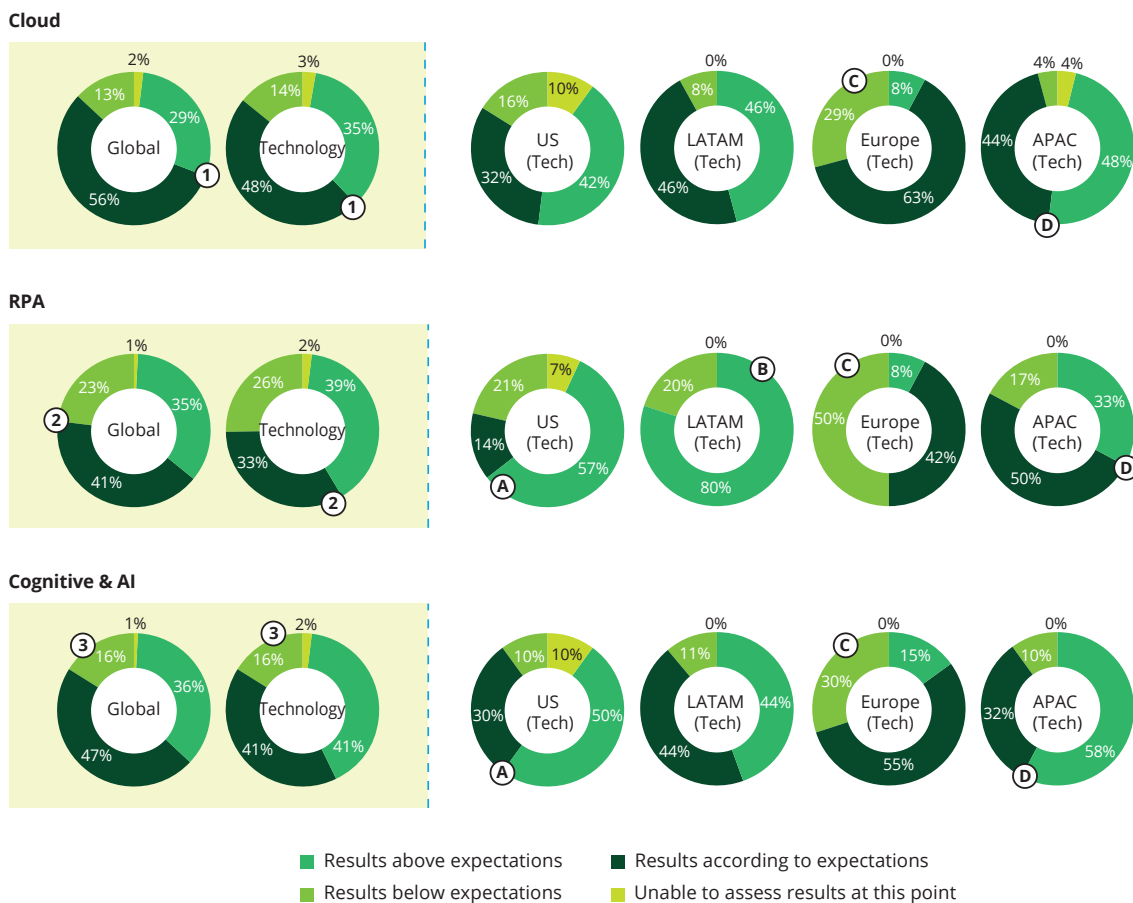 Cloud
2%
13%
29%
Global
56%
1
3%
14%
35%
Technology
48%
1
10%
16%
US
(Tech)
32%
42%
0%
8%
46%
LATAM
(Tech)
46%
C
0%
8%
29%
Europe
(Tech)
63%
4%
4%
44%
APAC
(Tech)
48%
D
RPA
1%
23%
35%
2
Global
41%
2%
26%
39%
Technology
33%
2
7%
21%
US
(Tech)
14%
57%
A
0%
B
20%
LATAM
(Tech)
80%
0%
C
8%
50%
Europe
(Tech)
42%
0%
17%
33%
APAC
(Tech)
50%
D
Cognitive & AI
1%
3
16%
36%
Global
47%
3
2%
16%
Technology
41%
41%
10%
10%
US
(Tech)
30%
50%
A
0%
11%
LATAM
(Tech)
44%
44%
0%
C
15%
30%
Europe
(Tech)
55%
0%
10%
32%
APAC
(Tech)
58%
D
Results above expectations
Results according to expectations
Results below expectations
Unable to assess results at this point